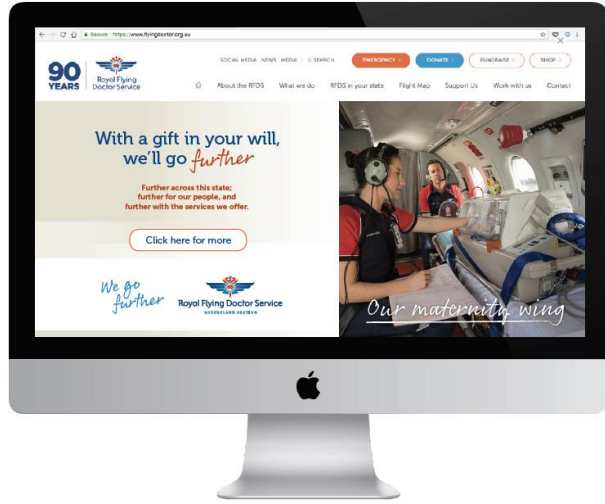 Secure https://www.flyingdoctor.org.au
SOCIAL MEDIA NEWS MEDIA SEARCH EMERGENCY > DONATE > FUNDRAISE > SHOP >
90
YEARS
Royal Flying
Doctor Service
About the RFDS What we do RFDS in your state Flight Map Support Us Work with us Contact
With a gift in your will,
we'll go further
Further across this state;
further for our people, and
further with the services we offer.
Click here for more
We go
further
Royal Flying Doctor Service
QUEENSLAND SECTION
Our maternity wing